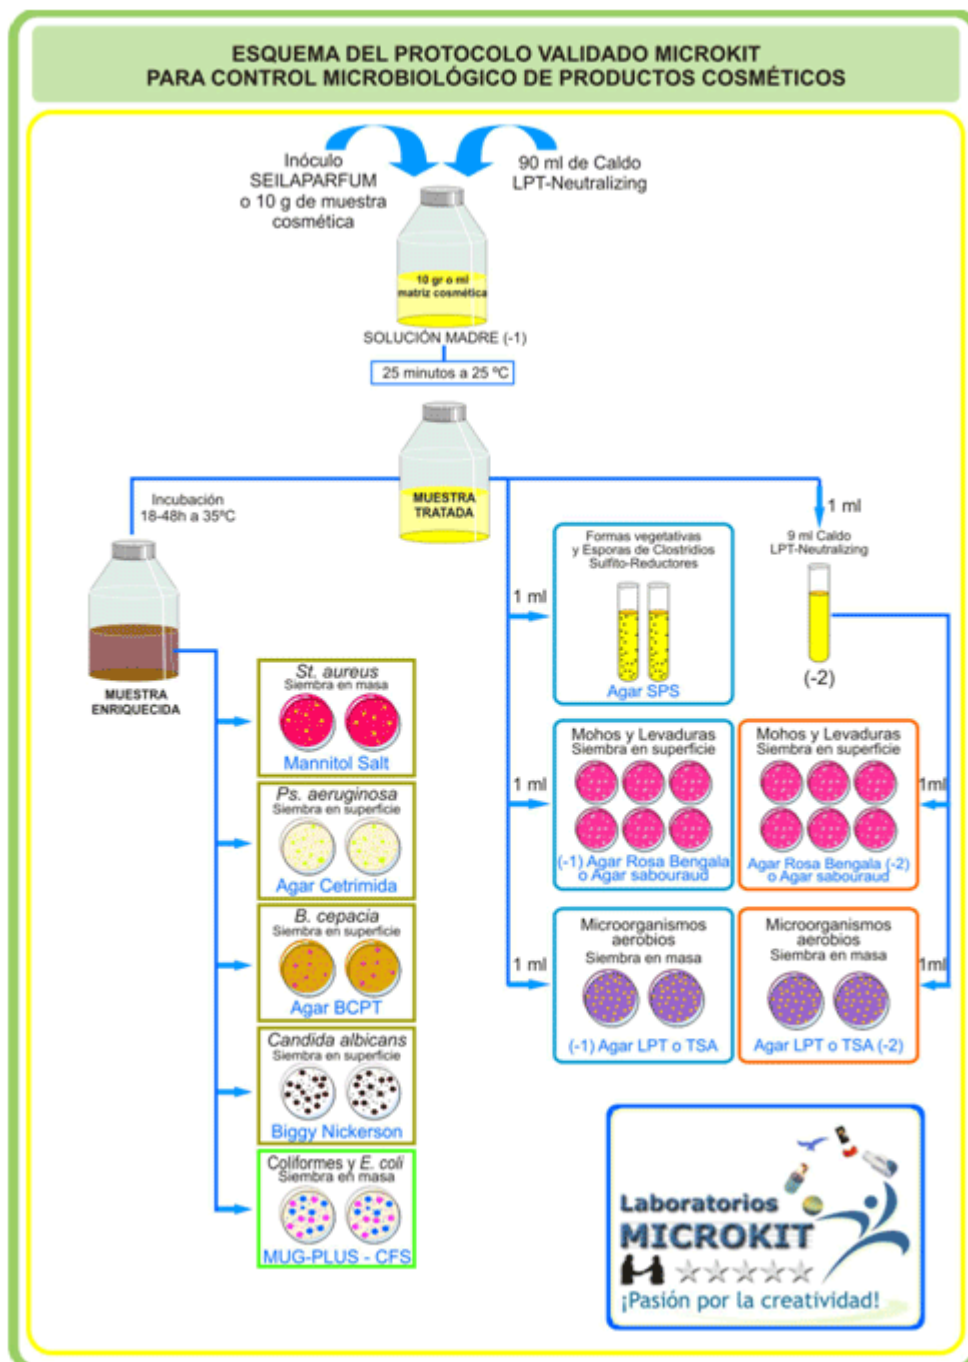 ESQUEMA DEL PROTOCOLO VALIDADO MICROKIT
PARA CONTROL MICROBIOLÓGICO DE PRODUCTOS COSMÉTICOS
Inóculo
SEILAPARFUM
o 10 g de muestra
cosmética
90 ml de Caldo
LPT-Neutralizing
10 gr o ml
matriz cosmética
SOLUCIÓN MADRE (-1)
25 minutos a 25 ºC
MUESTRA
TRATADA
Incubación
18-48h a 35ºC
MUESTRA
ENRIQUECIDA
St. aureus
Siembra en masa
Mannitol Salt
Ps. aeruginosa
Siembra en superficie
Agar Cetrimida
B. cepacia
Siembra en superficie
Agar BCPT
Candida albicans
Siembra en superficie
Biggy Nickerson
Coliformes y E. coli
Siembra en masa
MUG-PLUS - CFS
1 ml
Formas vegetativas
y Esporas de Clostridios
Sulfito-Reductores
Agar SPS
1 ml
9 ml Caldo
LPT-Neutralizing
(-2)
1 ml
Mohos y Levaduras
Siembra en superficie
(-1) Agar Rosa Bengala
o Agar sabouraud
Mohos y Levaduras
Siembra en superficie
Agar Rosa Bengala (-2)
o Agar sabouraud
1ml
1 ml
Microorganismos
aerobios
Siembra en masa
(-1) Agar LPT o TSA
Microorganismos
aerobios
Siembra en masa
Agar LPT o TSA (-2)
1ml
Laboratorios
MICROKIT
¡Pasión por la creatividad!